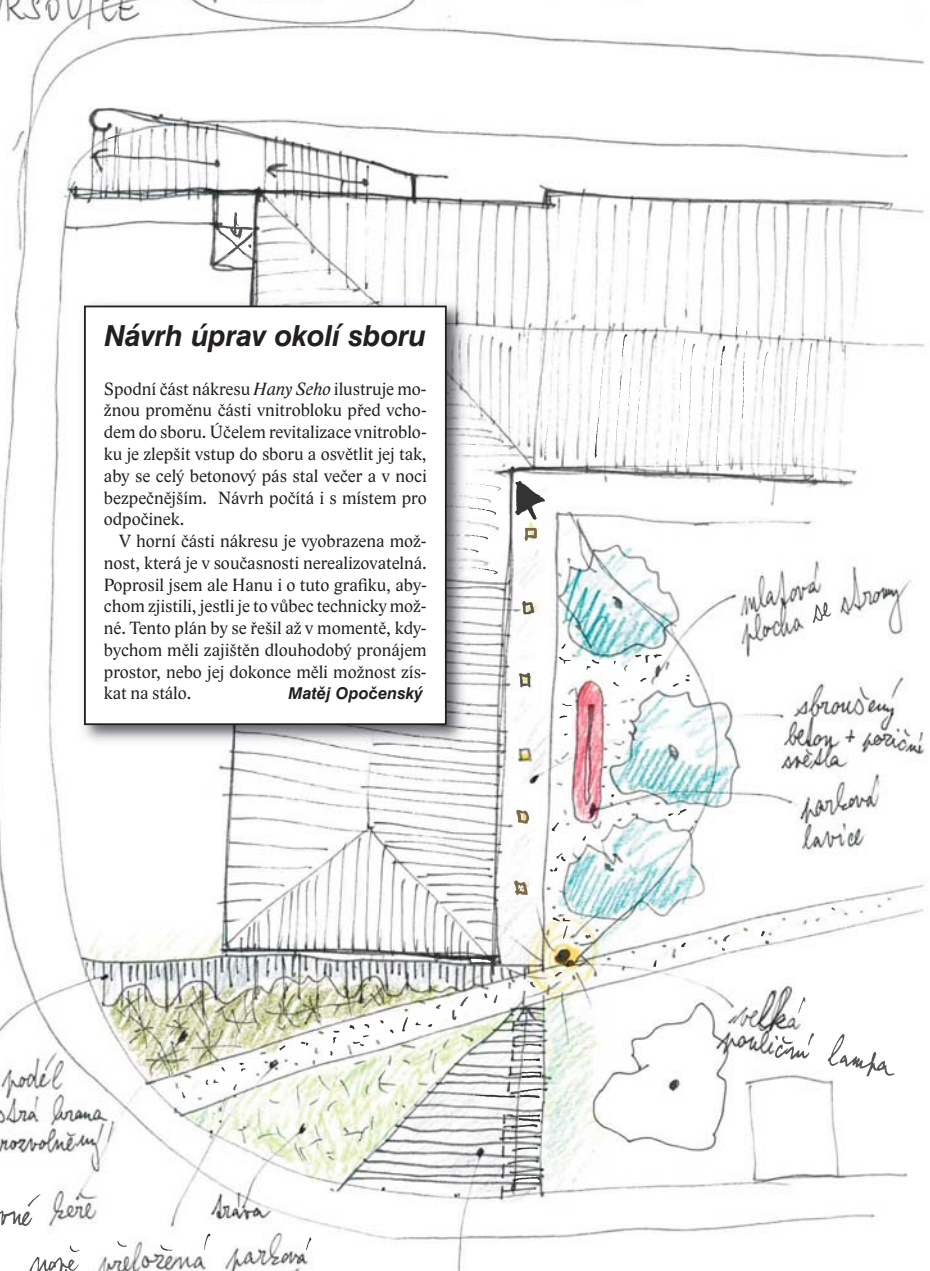 Návrh úprav okolí sboru
Spodní část nákresu Hany Seho ilustruje mo-
žnou proměnu části vnitrobloku před vcho-
dem do sboru. Účelem revitalizace vnitroblo-
ku je zlepšit vstup do sboru a osvětlit jej tak,
aby se celý betonový pás stal večer a v noci
bezpečnějším. Návrh počítá i s místem pro
odpočinek.
V horní části nákresu je vyobrazena mož-
nost, která je v současnosti nerealizovatelná.
Poprosil jsem ale Hanu i o tuto grafiku, aby-
chom zjistili, jestli je to vůbec technicky mož-
né. Tento plán by se řešil až v momentě, kdy-
bychom měli zajištěn dlouhodobý pronájem
prostor, nebo jej dokonce měli možnost zís-
kat na stálo. Matěj Opočenský
mlatová
plocha se stromy
sbroušený
beton + poziční
světla
parková
lavice
velká
pouliční lampa
podél
hrana
rozvolněný!
keře
tráva
nově přeložená parková